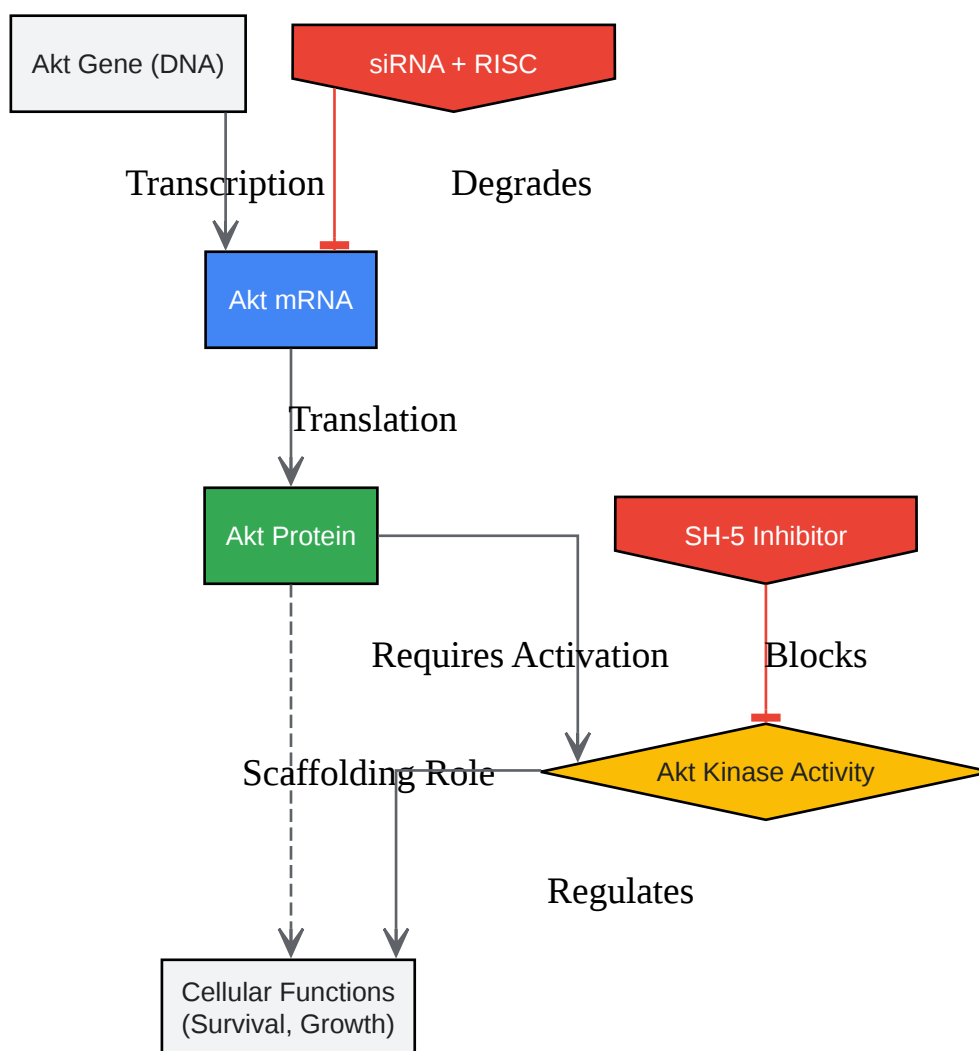 Akt Gene (DNA)
siRNA + RISC
Transcription
Degrades
Akt mRNA
Translation
Akt Protein
SH-5 Inhibitor
Requires Activation
Blocks
Scaffolding Role
Akt Kinase Activity
Regulates
Cellular Functions
(Survival, Growth)